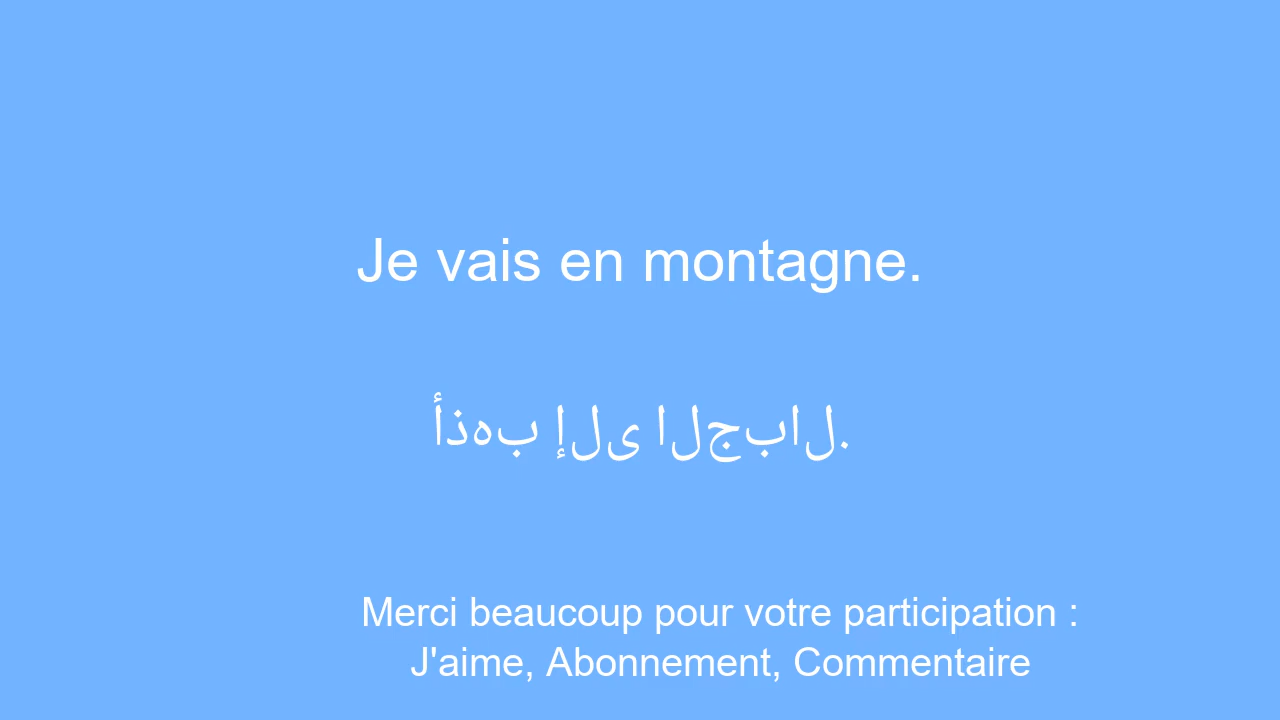 Je vais en montagne.
أذهب إلى الجبال.
Merci beaucoup pour votre participation :
J'aime, Abonnement, Commentaire